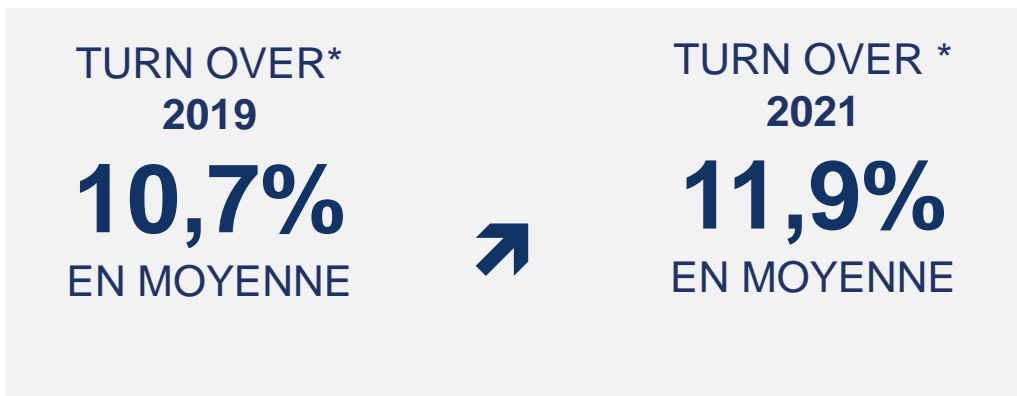 TURN OVER*
2019
10,7%
EN MOYENNE
TURN OVER *
2021
11,9%
EN MOYENNE